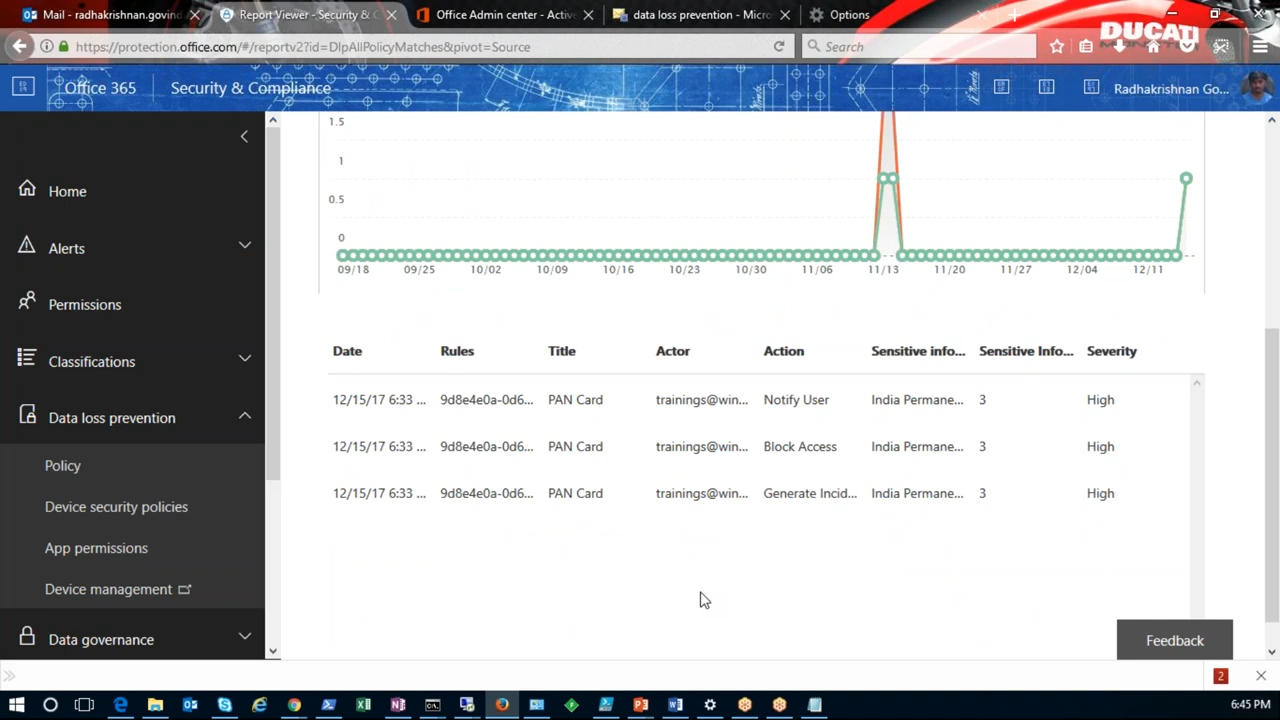 Mail - radhakrishnan.govind
Report Viewer - Security & C
Office Admin center - Active
data loss prevention - Micro
Options
https://protection.office.com/#/reportv2?id=DlpAllPolicyMatches&pivot=Source
Search
DUCATI
Office 365
Security & Compliance
Radhakrishnan Go...
Home
Alerts
Permissions
Classifications
Data loss prevention
Policy
Device security policies
App permissions
Device management
Data governance
1.5
1
0.5
0
09/18 09/25 10/02 10/09 10/16 10/23 10/30 11/06 11/13 11/20 11/27 12/04 12/11
Date Rules Title Actor Action Sensitive info... Sensitive Info... Severity
12/15/17 6:33 ... 9d8e4e0a-0d6... PAN Card trainings@win... Notify User India Permane... 3 High
12/15/17 6:33 ... 9d8e4e0a-0d6... PAN Card trainings@win... Block Access India Permane... 3 High
12/15/17 6:33 ... 9d8e4e0a-0d6... PAN Card trainings@win... Generate Incid... India Permane... 3 High
Feedback
2
6:45 PM